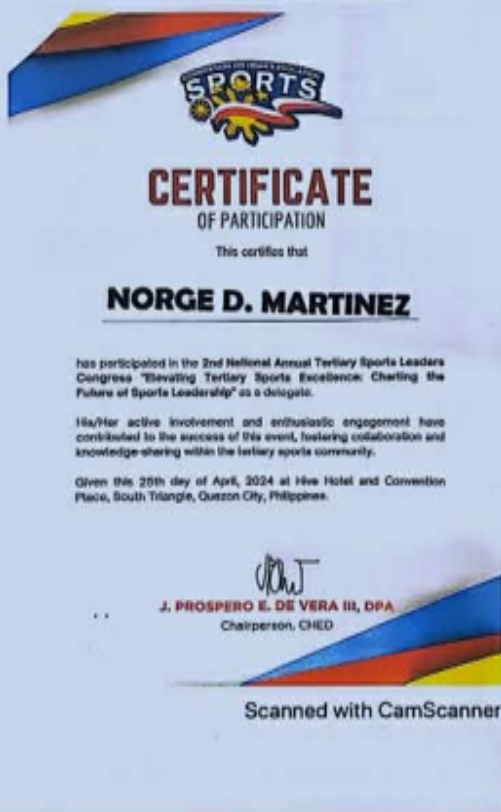 SPORTS
CERTIFICATE
OF PARTICIPATION
This certifies that
NORGE D. MARTINEZ
has participated in the 2nd National Annual Tertiary Sports Leaders
Congress "Elevating Tertiary Sports Excellence: Charting the
Future of Sports Leadership" as a delegate.
His/Her active involvement and enthusiastic engagement have
contributed to the success of this event, fostering collaboration and
knowledge-sharing within the tertiary sports community.
Given this 25th day of April, 2024 at Hive Hotel and Convention
Place, South Triangle, Quezon City, Philippines.
J. PROSPERO E. DE VERA III, DPA
Chairperson, CHED
Scanned with CamScanner